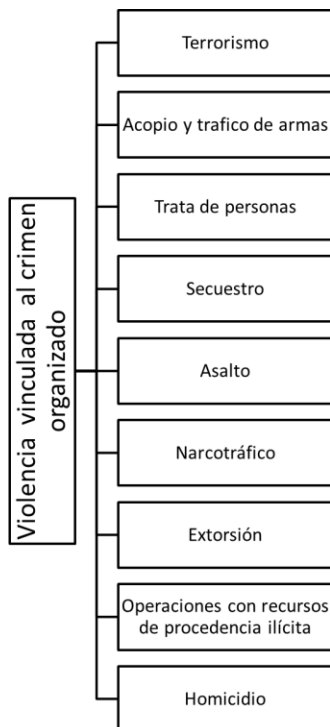 Violencia vinculada al crimen
organizado
Terrorismo
Acopio y trafico de armas
Trata de personas
Secuestro
Asalto
Narcotráfico
Extorsión
Operaciones con recursos
de procedencia ilícita
Homicidio